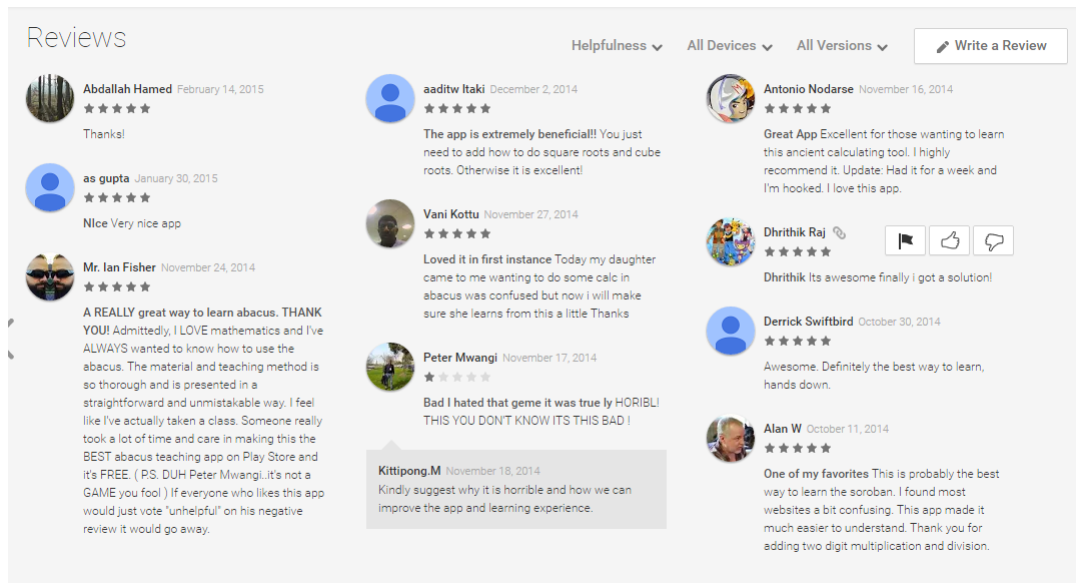 Reviews
Helpfulness
All Devices
All Versions
Write a Review
Abdallah Hamed February 14, 2015
Thanks!
as gupta January 30, 2015
NIce Very nice app
Mr. Ian Fisher November 24, 2014
A REALLY great way to learn abacus. THANK
YOU! Admittedly, I LOVE mathematics and I've
ALWAYS wanted to know how to use the
abacus. The material and teaching method is
so thorough and is presented in a
straightforward and unmistakable way. I feel
like I've actually taken a class. Someone really
took a lot of time and care in making this the
BEST abacus teaching app on Play Store and
it's FREE. ( P.S. DUH Peter Mwangi..it's not a
GAME you fool ) If everyone who likes this app
would just vote "unhelpful" on his negative
review it would go away.
aaditw Itaki December 2, 2014
The app is extremely beneficial!! You just
need to add how to do square roots and cube
roots. Otherwise it is excellent!
Vani Kottu November 27, 2014
Loved it in first instance Today my daughter
came to me wanting to do some calc in
abacus was confused but now i will make
sure she learns from this a little Thanks
Peter Mwangi November 17, 2014
Bad I hated that geme it was true ly HORIBL!
THIS YOU DON'T KNOW ITS THIS BAD !
Kittipong.M November 18, 2014
Kindly suggest why it is horrible and how we can
improve the app and learning experience.
Antonio Nodarse November 16, 2014
Great App Excellent for those wanting to learn
this ancient calculating tool. I highly
recommend it. Update: Had it for a week and
I'm hooked. I love this app.
Dhrithik Raj
Dhrithik Its awesome finally i got a solution!
Derrick Swiftbird October 30, 2014
Awesome. Definitely the best way to learn,
hands down.
Alan W October 11, 2014
One of my favorites This is probably the best
way to learn the soroban. I found most
websites a bit confusing. This app made it
much easier to understand. Thank you for
adding two digit multiplication and division.